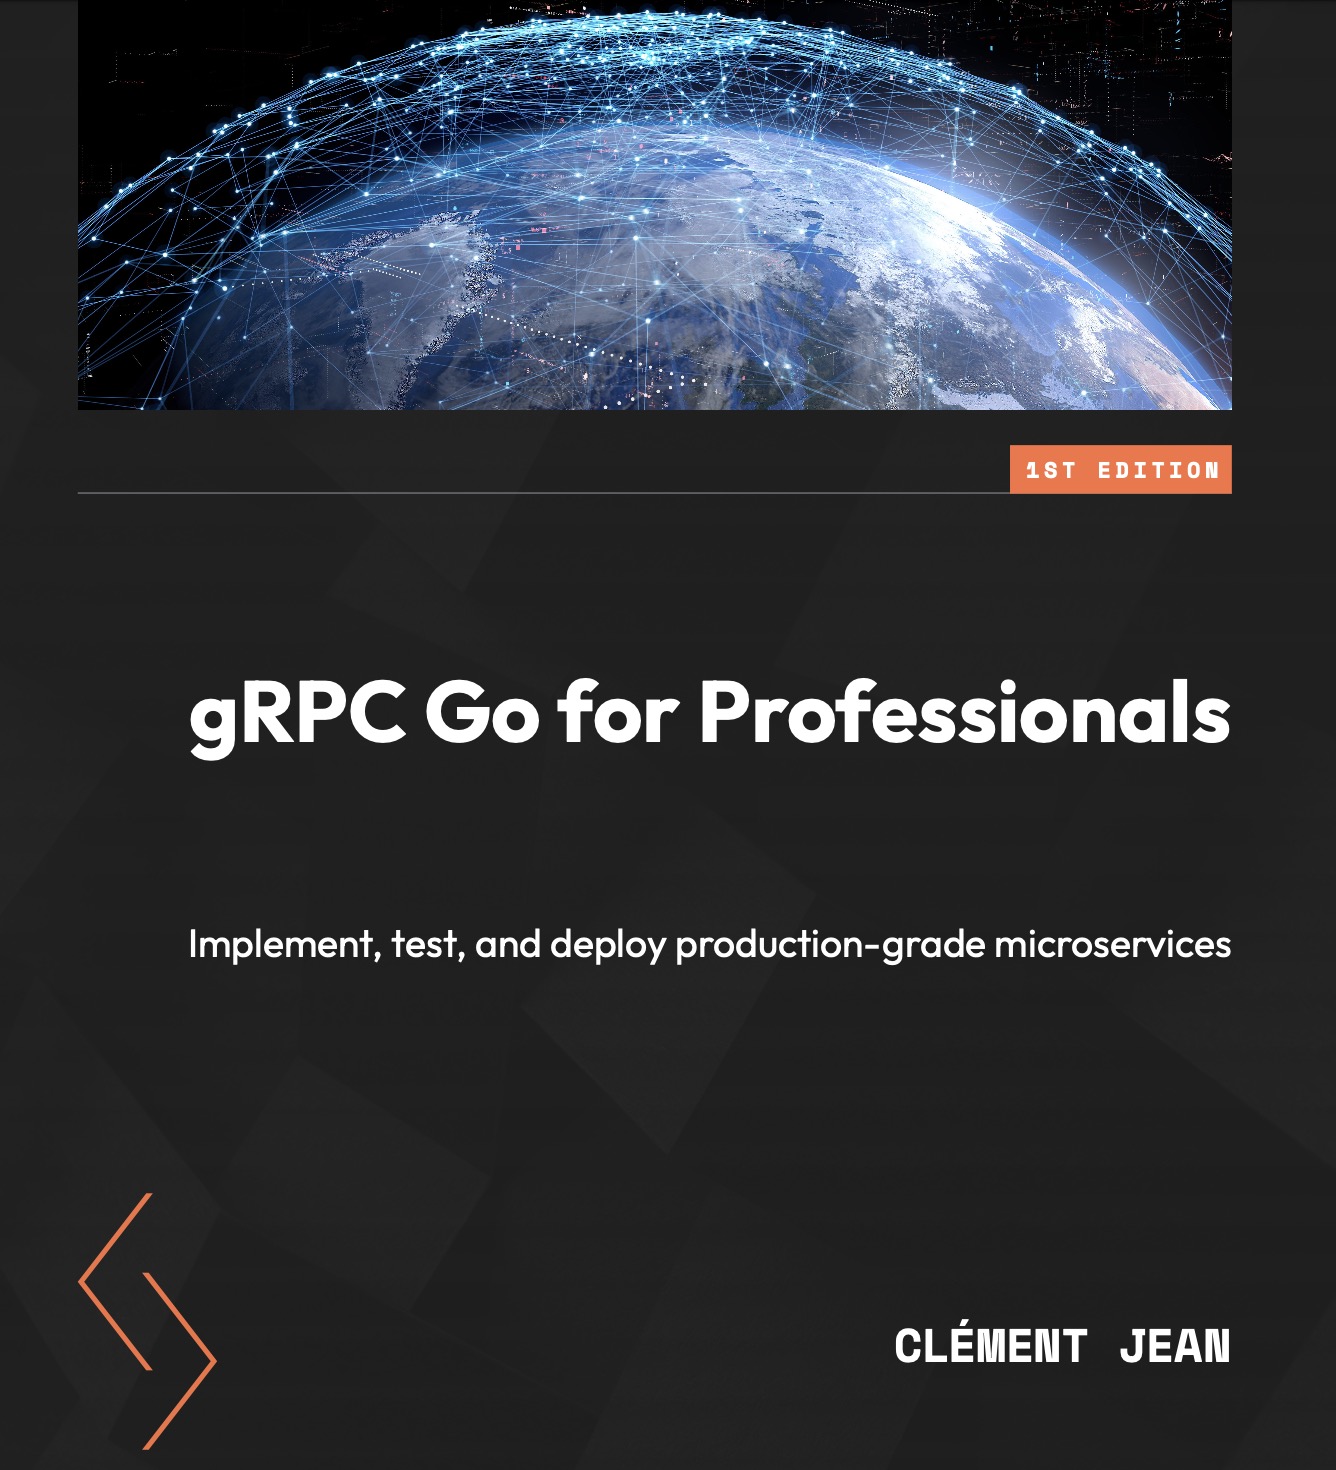 1ST EDITION
gRPC Go for Professionals
Implement, test, and deploy production-grade microservices
CLÉMENT JEAN